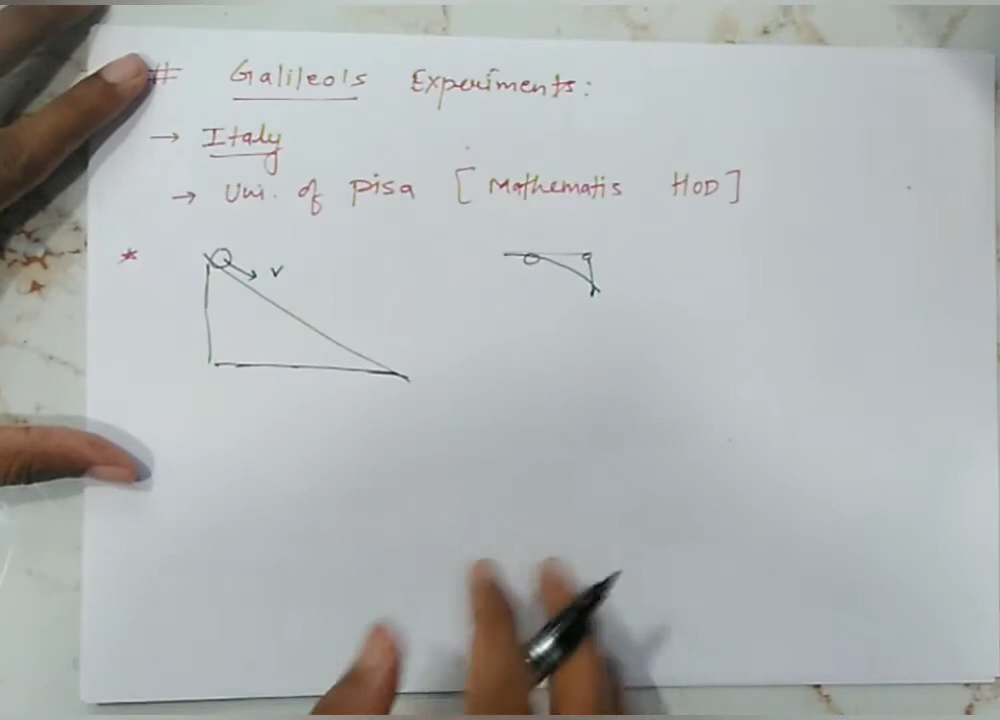 # Galileo's Experiments:
→ Italy
→ Uni. of pisa [Mathematis HOD]
* v